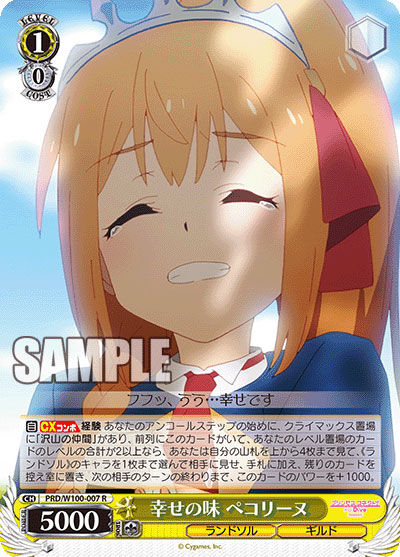 LEVEL
1
0
COST
SAMPLE
フフッ、うう…幸せです
CXコンボ 経験 あなたのアンコールステップの始めに、クライマックス置場
に「沢山の仲間」があり、前列にこのカードがいて、あなたのレベル置場のカー
ドのレベルの合計が2以上なら、あなたは自分の山札を上から4枚まで見て、《ラ
ンドソル》のキャラを1枚まで選んで相手に見せ、手札に加え、残りのカードを
控室に置き、次の相手のターンの終わりまで、このカードのパワーを+1000。
CH PRD/W100-007 R
5000
幸せの味 ペコリーヌ
ランドソル
ギルド
© Cygames, Inc.